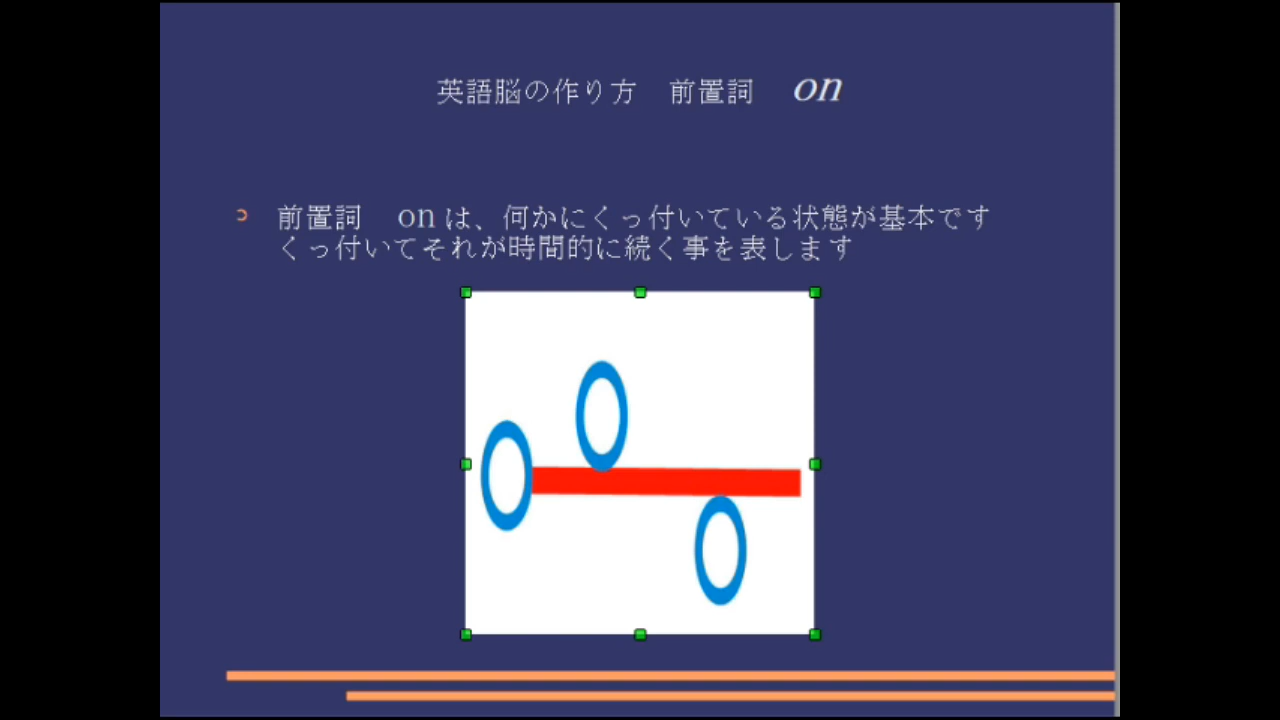 英語脳の作り方　前置詞　on
前置詞　on は、何かにくっ付いている状態が基本です
くっ付いてそれが時間的に続く事を表します